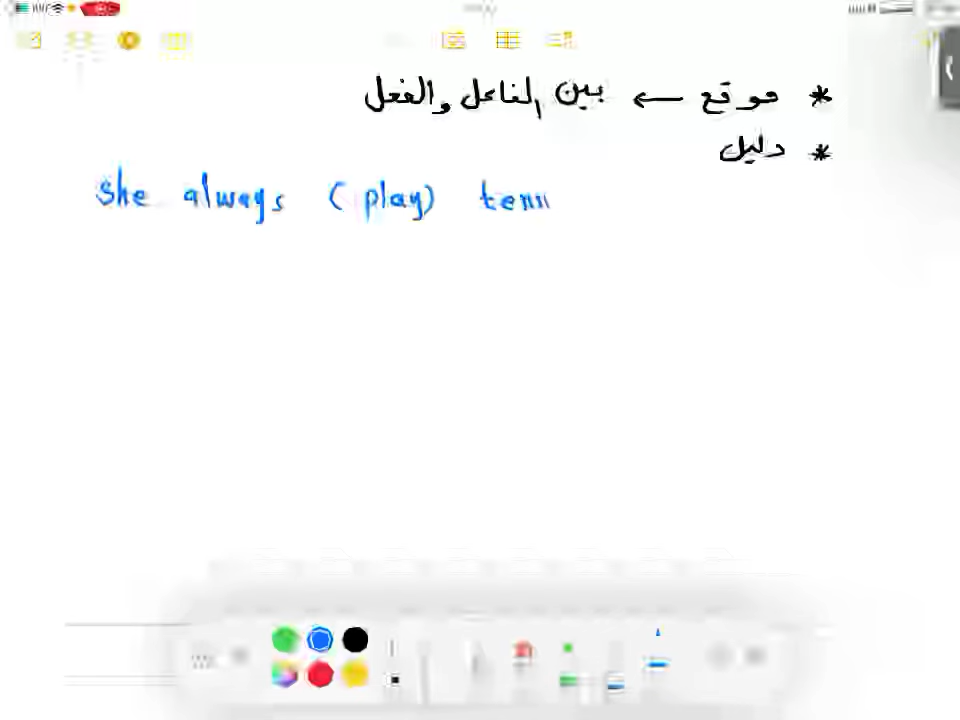 * موقع ← بين الفاعل والفعل
* دليل
She always (play) tenn